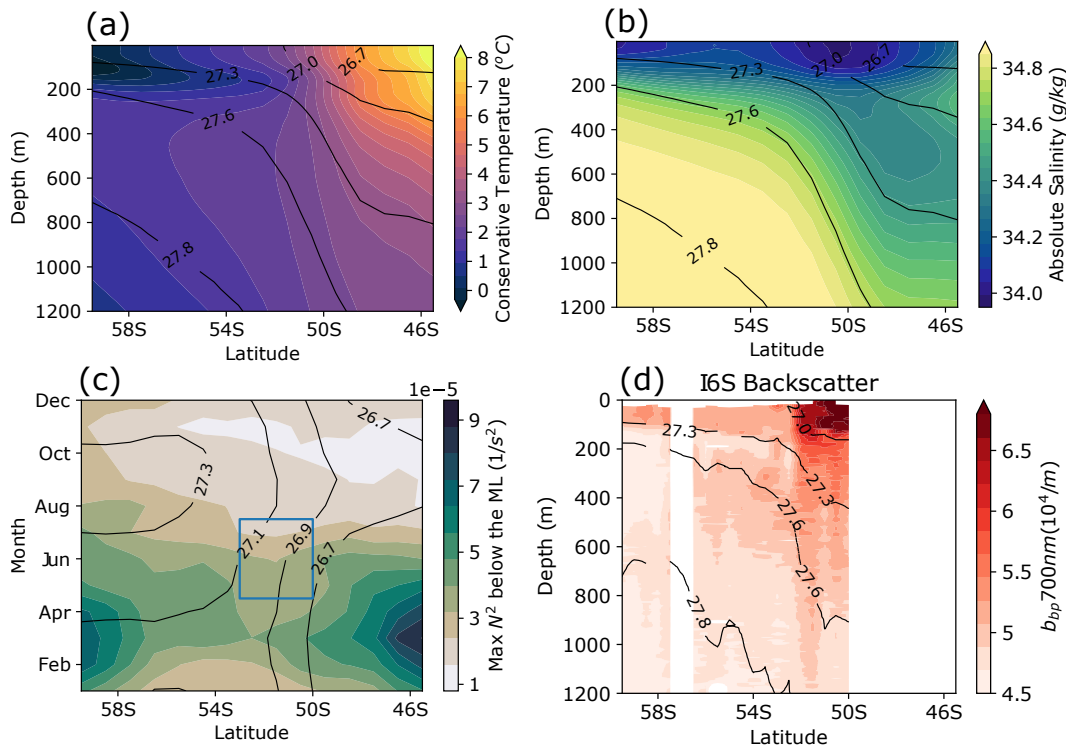 (a)
0
200
400
600
800
1000
1200
Depth (m)
58S
54S
50S
46S
Latitude
27.3
27.0
26.7
27.6
27.8
8
7
6
5
4
3
2
1
0
Conservative Temperature (°C)
(b)
200
400
600
800
1000
1200
Depth (m)
58S
54S
50S
46S
Latitude
27.3
27.0
26.7
27.6
27.8
34.8
34.6
34.4
34.2
34.0
Absolute Salinity (g/kg)
(c)
Dec
Oct
Aug
Jun
Apr
Feb
Month
58S
54S
50S
46S
Latitude
26.7
27.3
27.1
26.9
26.7
1e−5
9
8
7
6
5
4
3
2
1
Max N² below the ML (1/s²)
(d)
I6S Backscatter
0
200
400
600
800
1000
1200
Depth (m)
58S
54S
50S
46S
Latitude
27.0
27.3
27.3
27.6
27.6
27.8
6.5
6
5.5
5
4.5
b_bp700nm(10⁴/m)